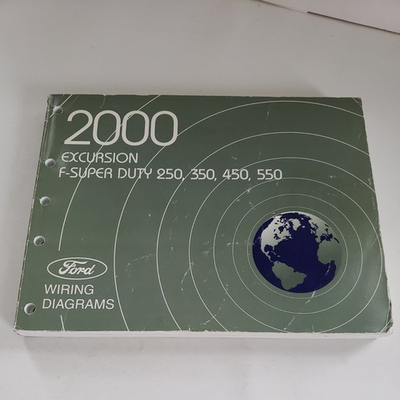 2000
EXCURSION
F-SUPER DUTY 250, 350, 450, 550
Ford
WIRING
DIAGRAMS